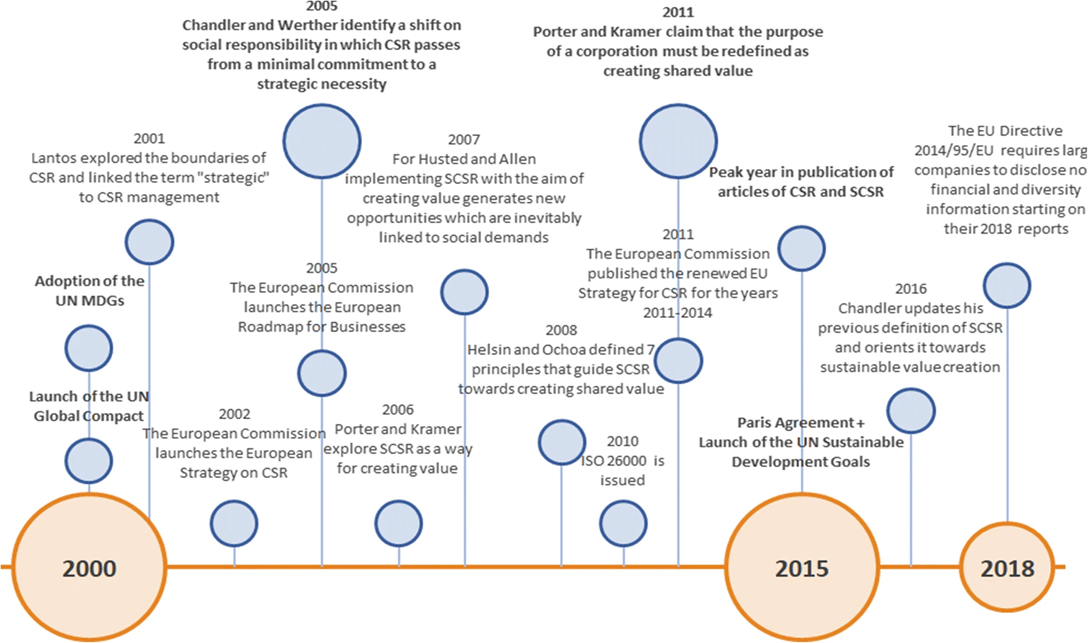 2005
Chandler and Werther identify a shift on
social responsibility in which CSR passes
from a minimal commitment to a
strategic necessity
2011
Porter and Kramer claim that the purpose
of a corporation must be redefined as
creating shared value
2001
Lantos explored the boundaries of
CSR and linked the term "strategic"
to CSR management
2007
For Husted and Allen
implementing SCSR with the aim of
creating value generates new
opportunities which are inevitably
linked to social demands
Peak year in publication of
articles of CSR and SCSR
The EU Directive
2014/95/EU requires larg
companies to disclose no
financial and diversity
information starting on
their 2018 reports
Adoption of the
UN MDGs
2005
The European Commission
launches the European
Roadmap for Businesses
2011
The European Commission
published the renewed EU
Strategy for CSR for the years
2011-2014
2016
Chandler updates his
previous definition of SCSR
and orients it towards
sustainable value creation
2008
Helsin and Ochoa defined 7
principles that guide SCSR
towards creating shared value
Launch of the UN
Global Compact
2002
The European Commission
launches the European
Strategy on CSR
2006
Porter and Kramer
explore SCSR as a way
for creating value
2010
ISO 26000 is
issued
Paris Agreement +
Launch of the UN Sustainable
Development Goals
2000
2015
2018